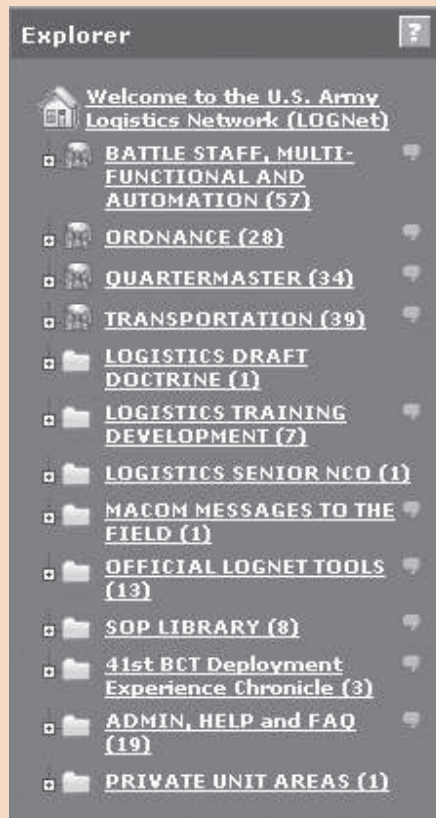 Explorer ?
Welcome to the U.S. Army
Logistics Network (LOGNet)
BATTLE STAFF, MULTI-
FUNCTIONAL AND
AUTOMATION (57)
ORDNANCE (28)
QUARTERMASTER (34)
TRANSPORTATION (39)
LOGISTICS DRAFT
DOCTRINE (1)
LOGISTICS TRAINING
DEVELOPMENT (7)
LOGISTICS SENIOR NCO (1)
MACOM MESSAGES TO THE
FIELD (1)
OFFICIAL LOGNET TOOLS
(13)
SOP LIBRARY (8)
41st BCT Deployment
Experience Chronicle (3)
ADMIN, HELP and FAQ
(19)
PRIVATE UNIT AREAS (1)